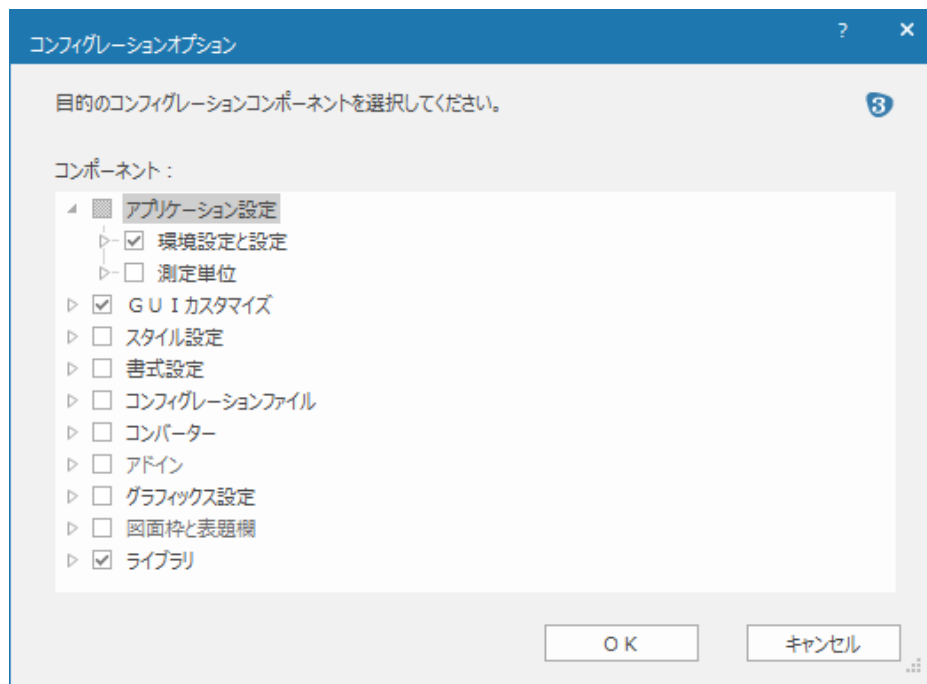 コンフィグレーションオプション
?
×
目的のコンフィグレーションコンポーネントを選択してください。
3
コンポーネント：
アプリケーション設定
環境設定と設定
測定単位
ＧＵＩカスタマイズ
スタイル設定
書式設定
コンフィグレーションファイル
コンバーター
アドイン
グラフィックス設定
図面枠と表題欄
ライブラリ
ＯＫ
キャンセル